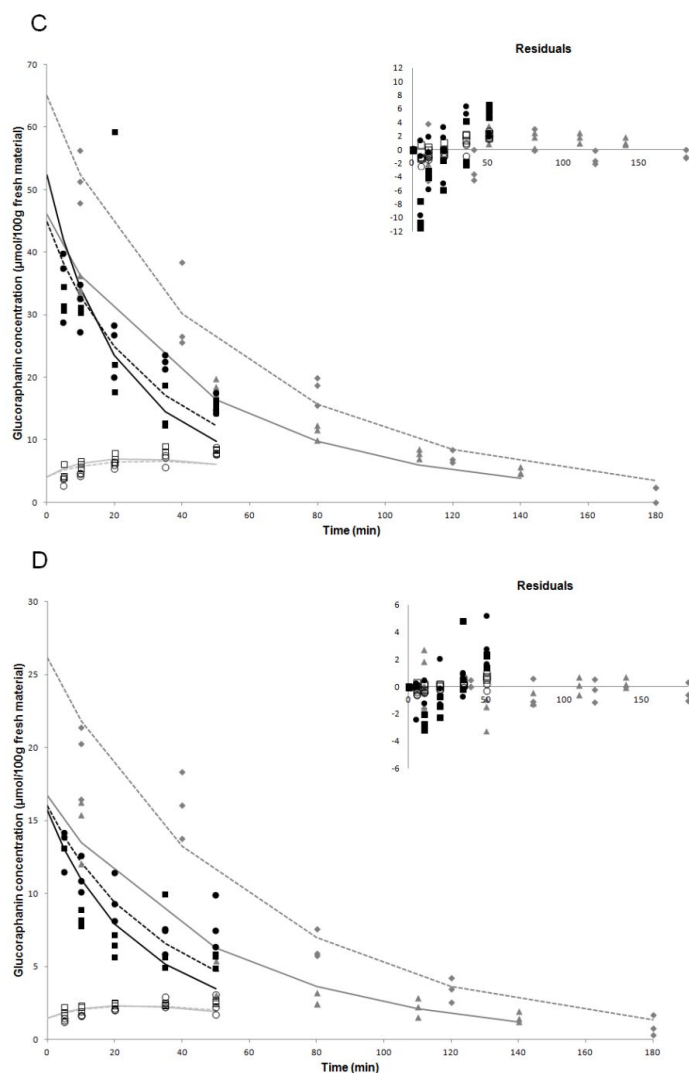 C
Residuals
12
10
8
6
4
2
0
-2
-4
-6
-8
-10
-12
0 50 100 150
70
60
50
40
30
20
10
0
Glucoraphanin concentration (µmol/100g fresh material)
0 20 40 60 80 100 120 140 160 180
Time (min)
D
Residuals
6
4
2
0
-2
-4
-6
0 50 100 150
30
25
20
15
10
5
0
Glucoraphanin concentration (µmol/100g fresh material)
0 20 40 60 80 100 120 140 160 180
Time (min)